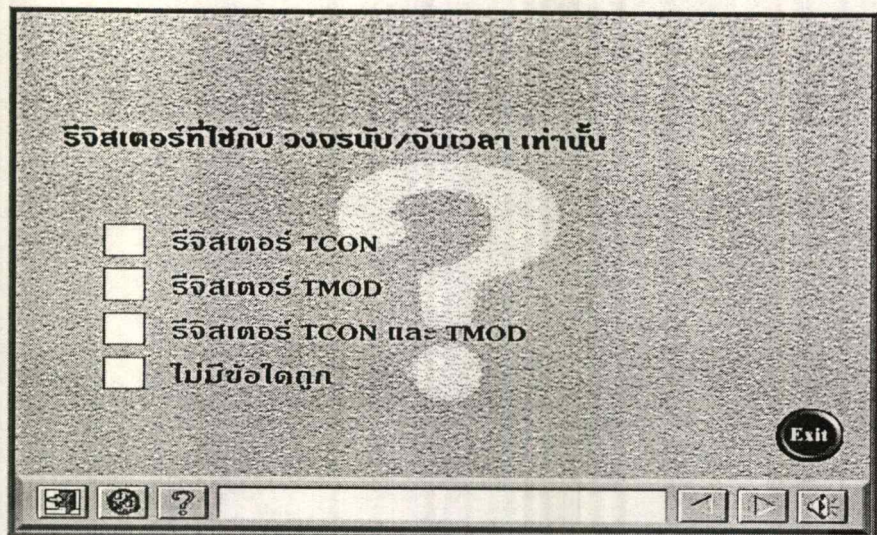 รีจิสเตอร์ที่ใช้กับ วงจรนับ/จับเวลา เท่านั้น
รีจิสเตอร์ TCON
รีจิสเตอร์ TMOD
รีจิสเตอร์ TCON และ TMOD
ไม่มีข้อใดถูก
Exit